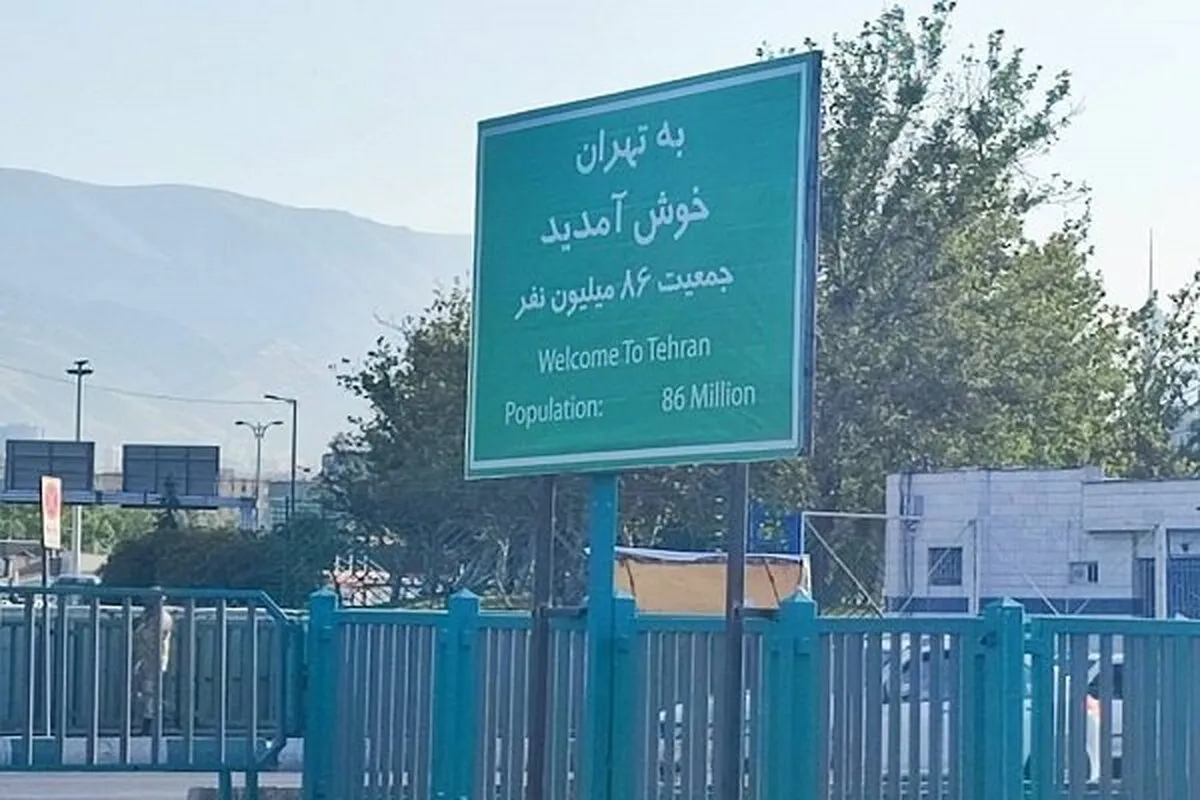 به تهران
خوش آمدید
جمعیت ۸۶ میلیون نفر
Welcome To Tehran
Population: 86 Million